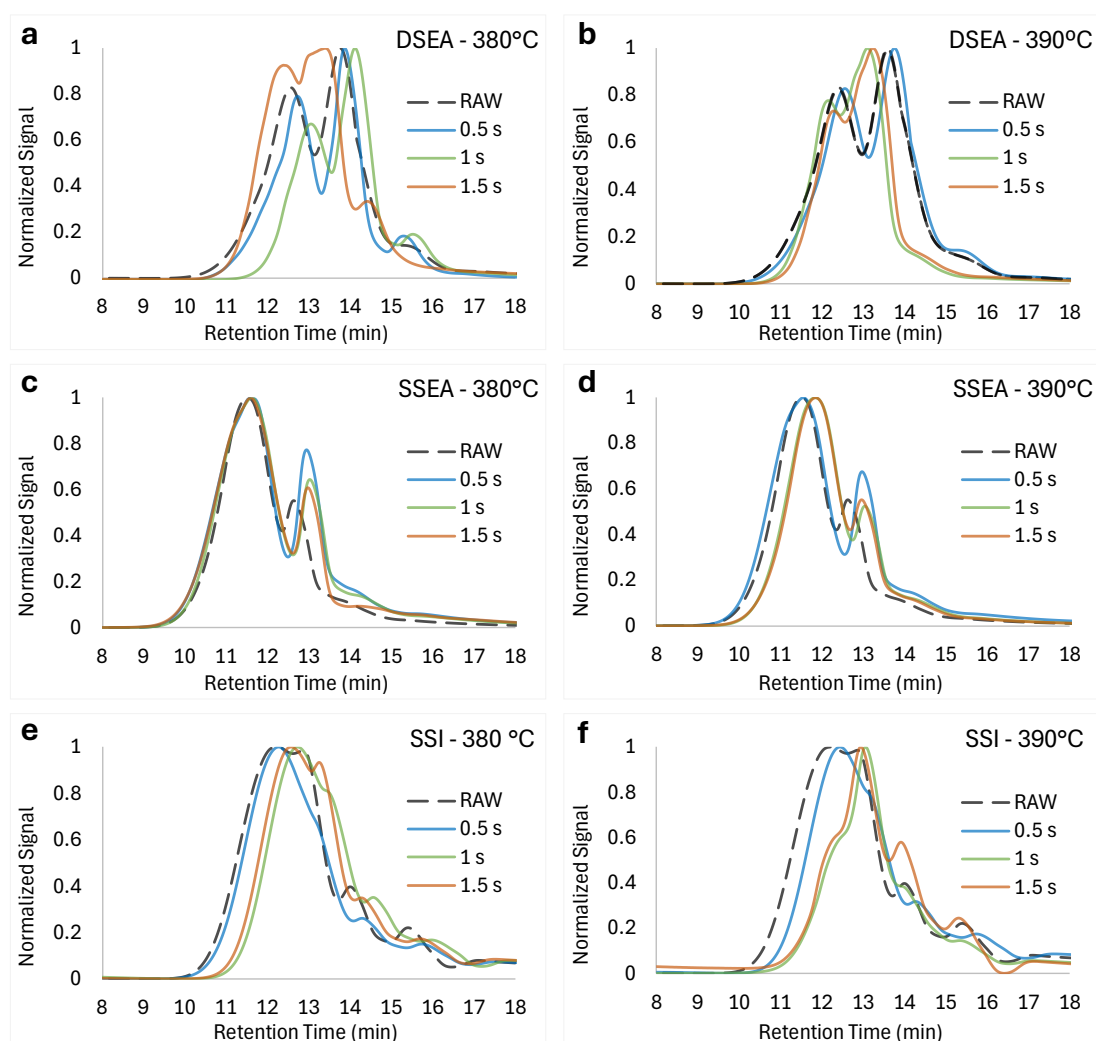 a
DSEA - 380°C
1
0.8
0.6
0.4
0.2
0
Normalized Signal
RAW
0.5 s
1 s
1.5 s
8 9 10 11 12 13 14 15 16 17 18
Retention Time (min)
b
DSEA - 390ºC
1
0.8
0.6
0.4
0.2
0
Normalized Signal
RAW
0.5 s
1 s
1.5 s
8 9 10 11 12 13 14 15 16 17 18
Retention Time (min)
c
SSEA - 380°C
1
0.8
0.6
0.4
0.2
0
Normalized Signal
RAW
0.5 s
1 s
1.5 s
8 9 10 11 12 13 14 15 16 17 18
Retention Time (min)
d
SSEA - 390°C
1
0.8
0.6
0.4
0.2
0
Normalized Signal
RAW
0.5 s
1 s
1.5 s
8 9 10 11 12 13 14 15 16 17 18
Retention Time (min)
e
SSI - 380 °C
1
0.8
0.6
0.4
0.2
0
Normalized Signal
RAW
0.5 s
1 s
1.5 s
8 9 10 11 12 13 14 15 16 17 18
Retention Time (min)
f
SSI - 390°C
1
0.8
0.6
0.4
0.2
0
Normalized Signal
RAW
0.5 s
1 s
1.5 s
8 9 10 11 12 13 14 15 16 17 18
Retention Time (min)